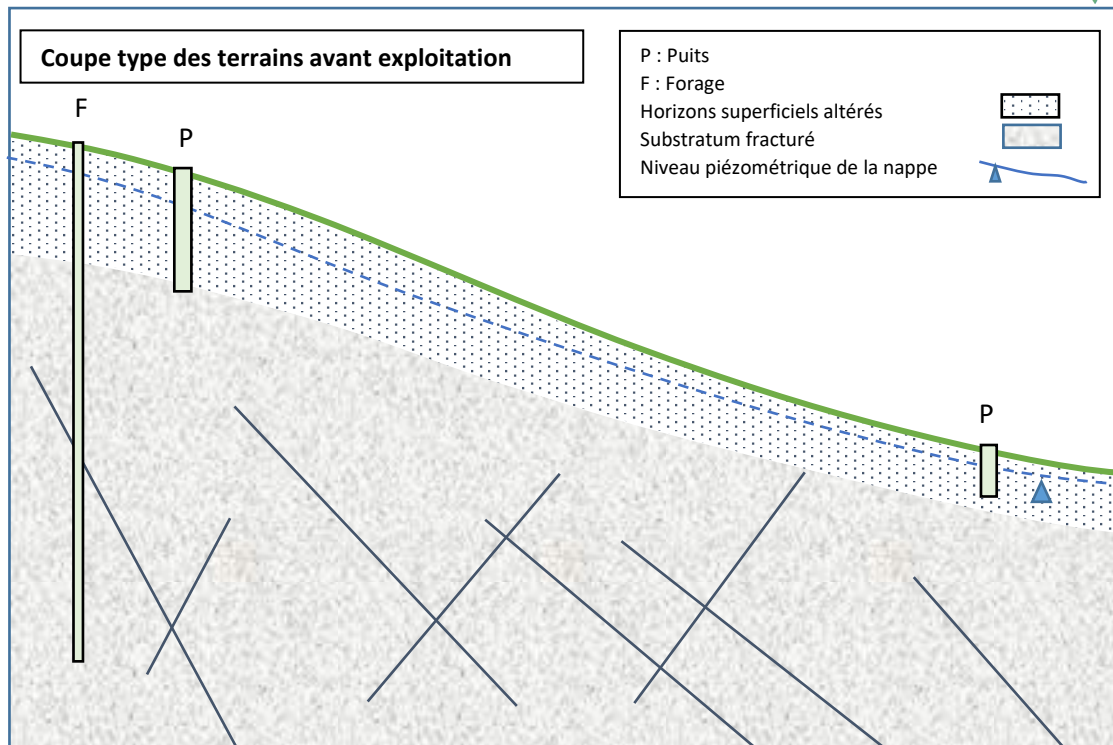 Coupe type des terrains avant exploitation
P : Puits
F : Forage
Horizons superficiels altérés
Substratum fracturé
Niveau piézométrique de la nappe
F
P
P